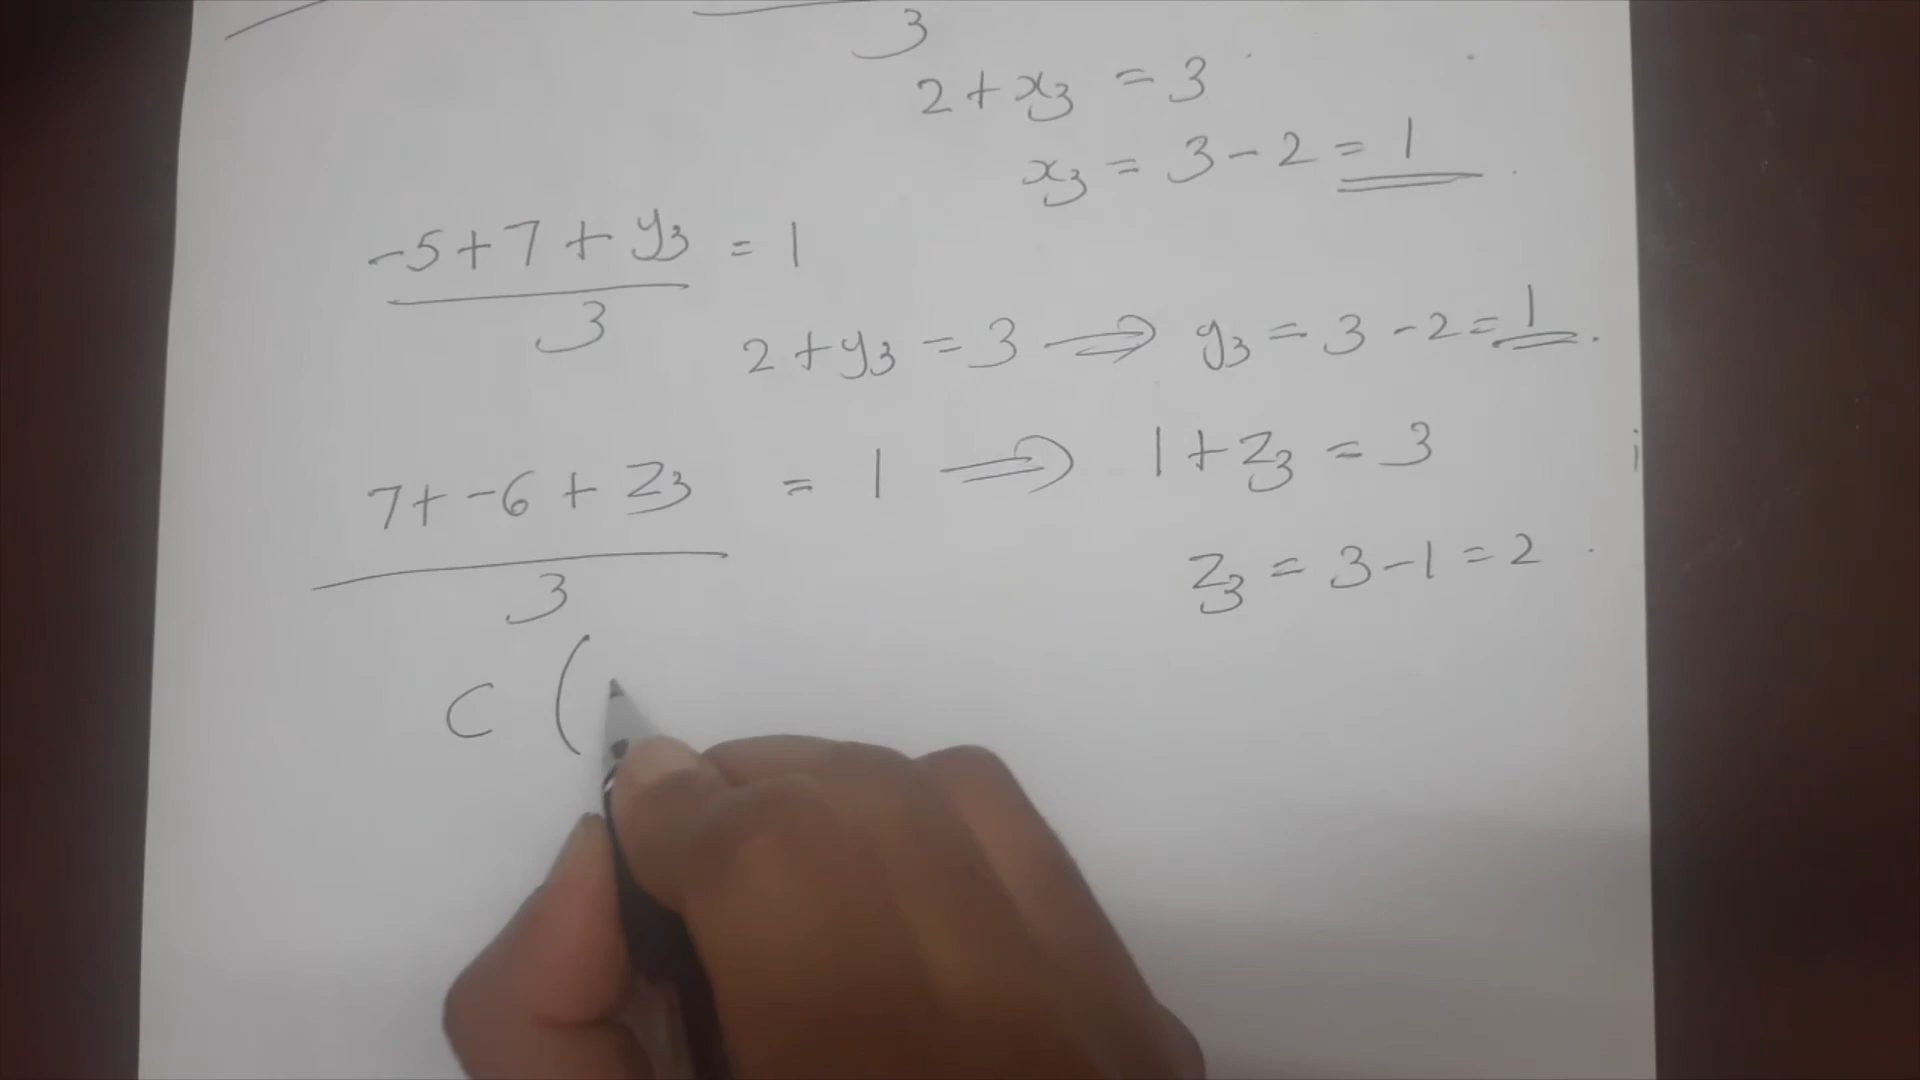 3
2 + x₃ = 3
x₃ = 3 - 2 = 1
-5 + 7 + y₃ = 1
3
2 + y₃ = 3 ⇒ y₃ = 3 - 2 = 1.
7 + -6 + z₃ = 1 ⇒ 1 + z₃ = 3
3
z₃ = 3 - 1 = 2
C (